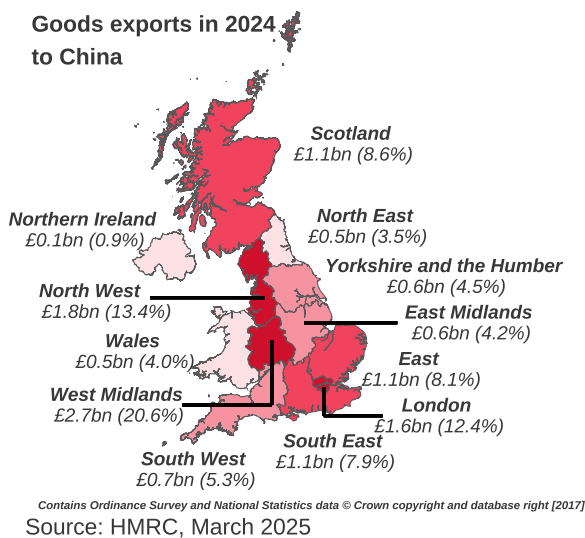 Goods exports in 2024
to China
Scotland
£1.1bn (8.6%)
Northern Ireland
£0.1bn (0.9%)
North East
£0.5bn (3.5%)
Yorkshire and the Humber
£0.6bn (4.5%)
North West
£1.8bn (13.4%)
East Midlands
£0.6bn (4.2%)
Wales
£0.5bn (4.0%)
East
£1.1bn (8.1%)
West Midlands
£2.7bn (20.6%)
London
£1.6bn (12.4%)
South East
£1.1bn (7.9%)
South West
£0.7bn (5.3%)
Contains Ordinance Survey and National Statistics data © Crown copyright and database right [2017]
Source: HMRC, March 2025